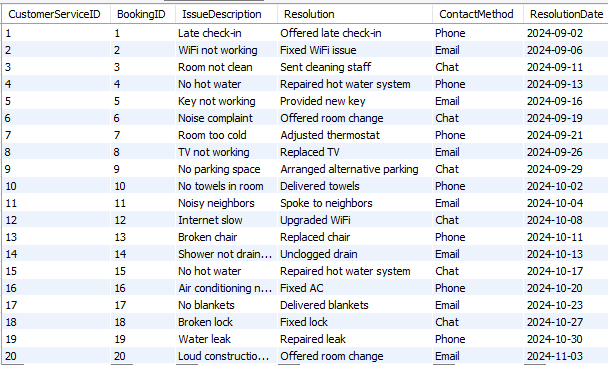 CustomerServiceID BookingID IssueDescription Resolution ContactMethod ResolutionDate
1 1 Late check-in Offered late check-in Phone 2024-09-02
2 2 WiFi not working Fixed WiFi issue Email 2024-09-06
3 3 Room not clean Sent cleaning staff Chat 2024-09-11
4 4 No hot water Repaired hot water system Phone 2024-09-13
5 5 Key not working Provided new key Email 2024-09-16
6 6 Noise complaint Offered room change Chat 2024-09-19
7 7 Room too cold Adjusted thermostat Phone 2024-09-21
8 8 TV not working Replaced TV Email 2024-09-26
9 9 No parking space Arranged alternative parking Chat 2024-09-29
10 10 No towels in room Delivered towels Phone 2024-10-02
11 11 Noisy neighbors Spoke to neighbors Email 2024-10-04
12 12 Internet slow Upgraded WiFi Chat 2024-10-08
13 13 Broken chair Replaced chair Phone 2024-10-11
14 14 Shower not drain... Unclogged drain Email 2024-10-13
15 15 No hot water Repaired hot water system Chat 2024-10-17
16 16 Air conditioning n... Fixed AC Phone 2024-10-20
17 17 No blankets Delivered blankets Email 2024-10-23
18 18 Broken lock Fixed lock Chat 2024-10-27
19 19 Water leak Repaired leak Phone 2024-10-30
20 20 Loud constructio... Offered room change Email 2024-11-03